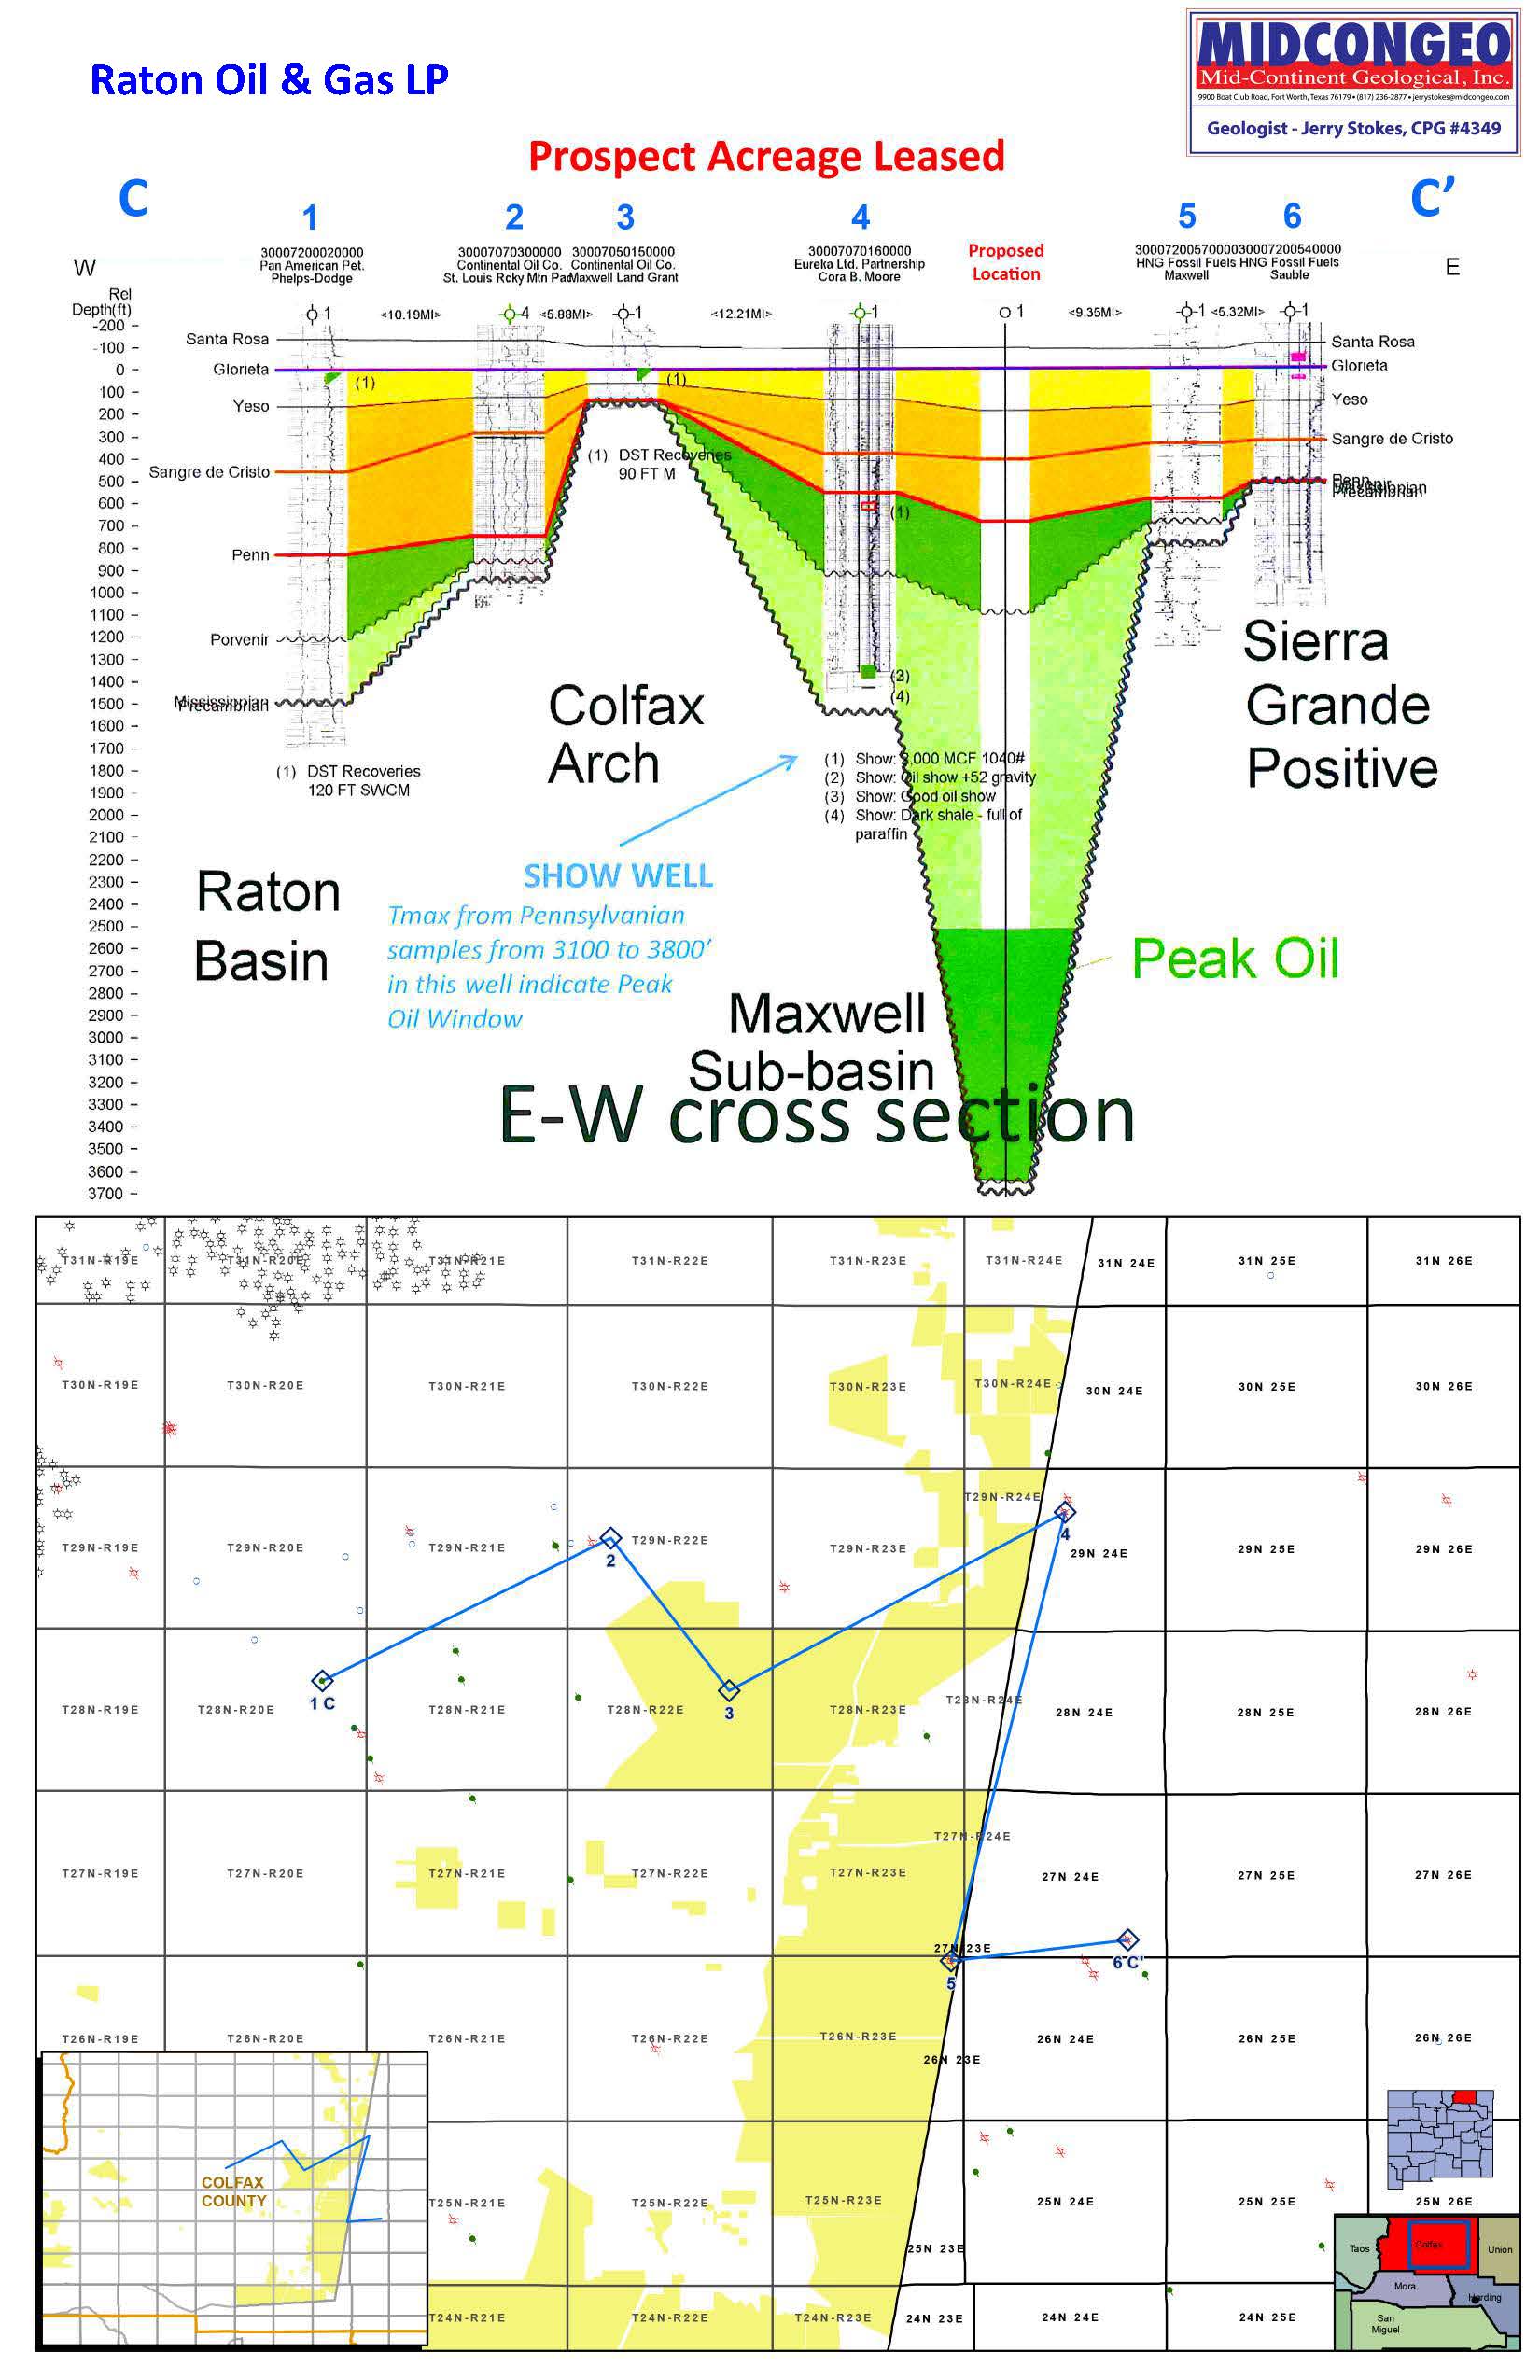 Raton Oil & Gas LP
MIDCONGEO
Mid-Continent Geological, Inc.
9900 Boat Club Road, Fort Worth, Texas 76179 • (817) 236-2877 • jerrystokes@midcongeo.com
Geologist - Jerry Stokes, CPG #4349
Prospect Acreage Leased
C
C’
1
2
3
4
5
6
W
E
30007200020000
Pan American Pet.
Phelps-Dodge
30007070300000
Continental Oil Co.
St. Louis Rcky Mtn Pac
30007050150000
Continental Oil Co.
Maxwell Land Grant
30007070160000
Eureka Ltd. Partnership
Cora B. Moore
Proposed
Location
30007200570000
HNG Fossil Fuels
Maxwell
30007200540000
HNG Fossil Fuels
Sauble
Rel
Depth(ft)
1
<10.19MI>
4
<5.88MI>
1
<12.21MI>
1
1
<9.35MI>
1
<5.32MI>
1
-200
-100
0
100
200
300
400
500
600
700
800
900
1000
1100
1200
1300
1400
1500
1600
1700
1800
1900
2000
2100
2200
2300
2400
2500
2600
2700
2800
2900
3000
3100
3200
3300
3400
3500
3600
3700
Santa Rosa
Glorieta
Yeso
Sangre de Cristo
Penn
Porvenir
Mississippian
Precambrian
Santa Rosa
Glorieta
Yeso
Sangre de Cristo
Penn
Precambrian
(1)
(1)
(1) DST Recoveries
90 FT M
(1)
(3)
(4)
(1) DST Recoveries
120 FT SWCM
Colfax
Arch
Sierra
Grande
Positive
(1) Show: ,000 MCF 1040#
(2) Show: Oil show +52 gravity
(3) Show: Good oil show
(4) Show: Dark shale - full of
paraffin
SHOW WELL
Tmax from Pennsylvanian
samples from 3100 to 3800’
in this well indicate Peak
Oil Window
Raton
Basin
Peak Oil
Maxwell
Sub-basin
E-W cross section
T31N-R19E
T31N-R20E
T31N-R21E
T31N-R22E
T31N-R23E
T31N-R24E
31N 24E
31N 25E
31N 26E
T30N-R19E
T30N-R20E
T30N-R21E
T30N-R22E
T30N-R23E
T30N-R24E
30N 24E
30N 25E
30N 26E
T29N-R19E
T29N-R20E
T29N-R21E
2
T29N-R22E
T29N-R23E
T29N-R24E
4
29N 24E
29N 25E
29N 26E
T28N-R19E
T28N-R20E
1 C
T28N-R21E
T28N-R22E
3
T28N-R23E
T28N-R24E
28N 24E
28N 25E
28N 26E
T27N-R19E
T27N-R20E
T27N-R21E
T27N-R22E
T27N-R23E
T27N-R24E
27N 24E
27N 25E
27N 26E
27N 23E
5
6 C'
T26N-R19E
T26N-R20E
T26N-R21E
T26N-R22E
T26N-R23E
26N 23E
26N 24E
26N 25E
26N 26E
COLFAX
COUNTY
T25N-R21E
T25N-R22E
T25N-R23E
25N 23E
25N 24E
25N 25E
25N 26E
T24N-R21E
T24N-R22E
T24N-R23E
24N 23E
24N 24E
24N 25E
Taos
Colfax
Union
Mora
Harding
San
Miguel